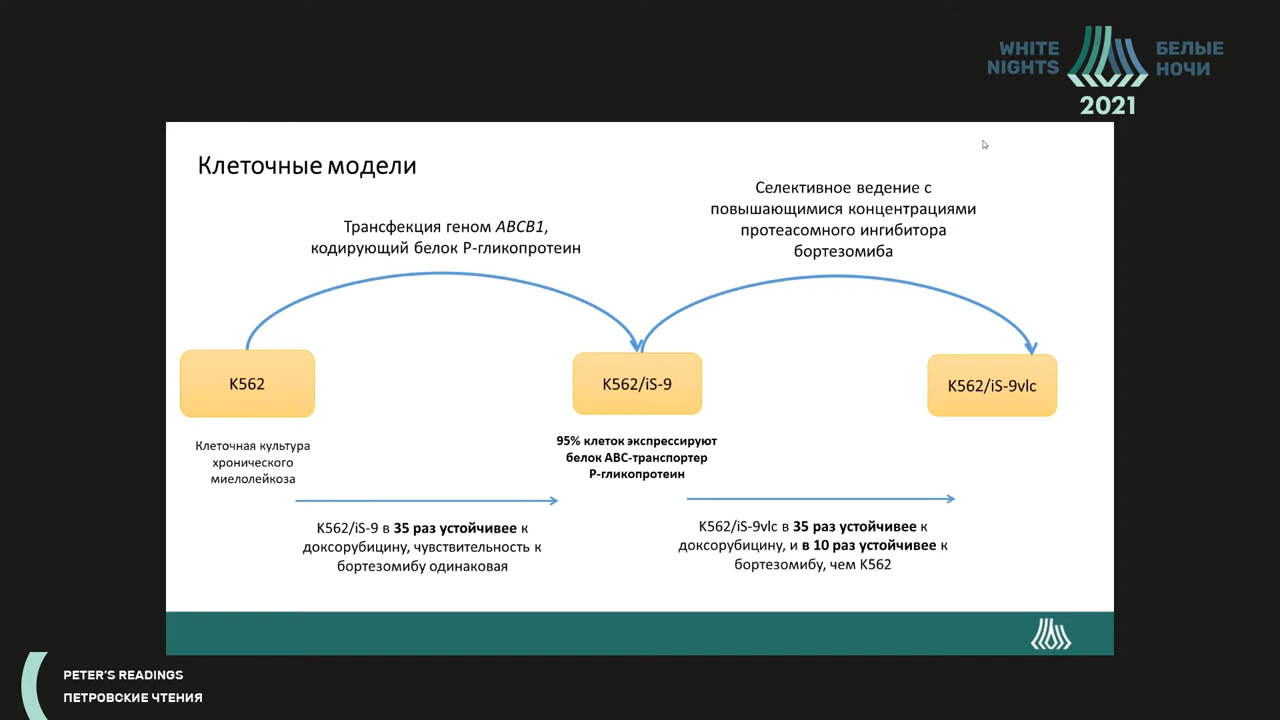 WHITE
NIGHTS
БЕЛЫЕ
НОЧИ
2021
Клеточные модели
Трансфекция геном ABCB1,
кодирующий белок P-гликопротеин
Селективное ведение с
повышающимися концентрациями
протеасомного ингибитора
бортезомиба
K562
K562/iS-9
K562/iS-9vlc
Клеточная культура
хронического
миелолейкоза
95% клеток экспрессируют
белок АВС-транспортер
Р-гликопротеин
K562/iS-9 в 35 раз устойчивее к
доксорубицину, чувствительность к
бортезомибу одинаковая
K562/iS-9vlc в 35 раз устойчивее к
доксорубицину, и в 10 раз устойчивее к
бортезомибу, чем K562
PETER'S READINGS
ПЕТРОВСКИЕ ЧТЕНИЯ